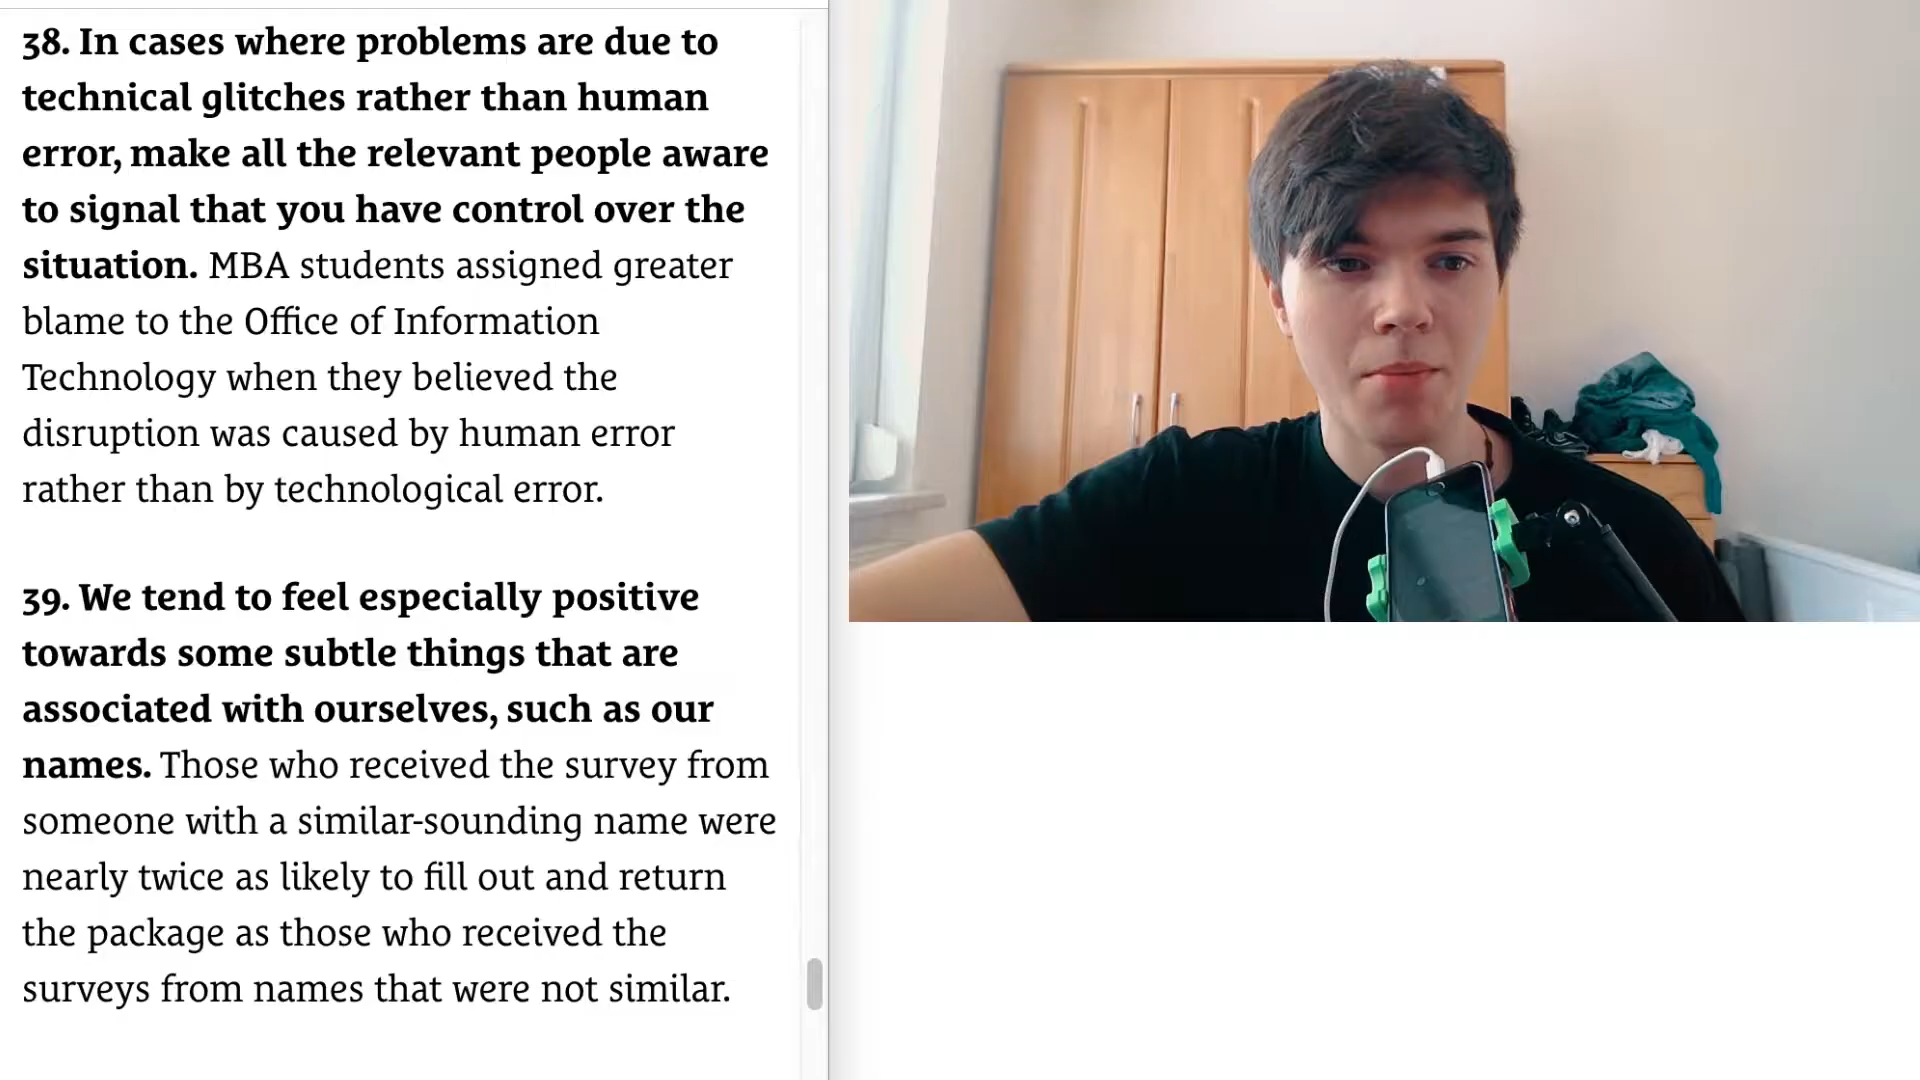 38. In cases where problems are due to
technical glitches rather than human
error, make all the relevant people aware
to signal that you have control over the
situation. MBA students assigned greater
blame to the Office of Information
Technology when they believed the
disruption was caused by human error
rather than by technological error.
39. We tend to feel especially positive
towards some subtle things that are
associated with ourselves, such as our
names. Those who received the survey from
someone with a similar-sounding name were
nearly twice as likely to fill out and return
the package as those who received the
surveys from names that were not similar.